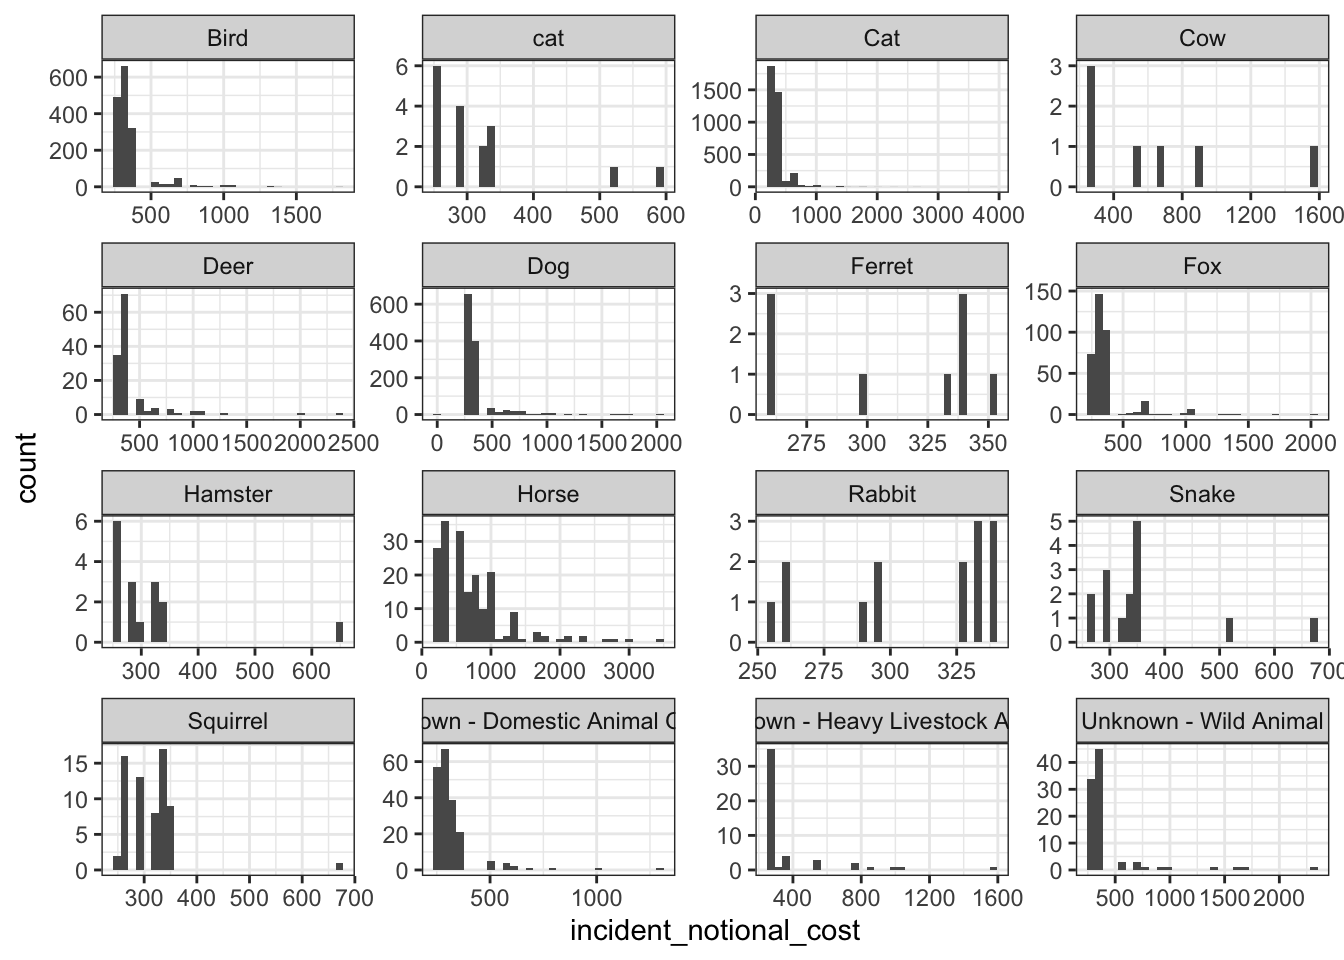 Bird cat Cat Cow
600 400 200 0
6 4 2 0
1500 1000 500 0
3 2 1 0
500 1000 1500
300 400 500 600
0 1000 2000 3000 4000
400 800 1200 1600
Deer Dog Ferret Fox
60 40 20 0
600 400 200 0
3 2 1 0
150 100 50 0
500 1000 1500 2000 2500
0 500 1000 1500 2000
275 300 325 350
500 1000 1500 2000
count
Hamster Horse Rabbit Snake
6 4 2 0
30 20 10 0
3 2 1 0
5 4 3 2 1 0
300 400 500 600
0 1000 2000 3000
250 275 300 325
300 400 500 600 700
Squirrel own - Domestic Animal own - Heavy Livestock A Unknown - Wild Animal
15 10 5 0
60 40 20 0
30 20 10 0
40 30 20 10 0
300 400 500 600 700
500 1000
400 800 1200 1600
500 1000 1500 2000
incident_notional_cost